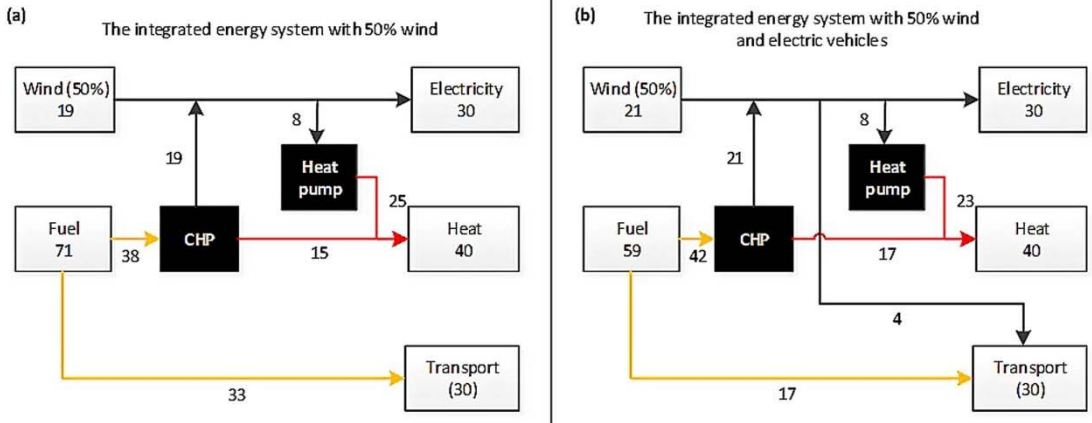 (a)
The integrated energy system with 50% wind
Wind (50%)
19
Electricity
30
8
19
Heat
pump
25
Fuel
71
38
CHP
15
Heat
40
33
Transport
(30)
(b)
The integrated energy system with 50% wind
and electric vehicles
Wind (50%)
21
Electricity
30
8
21
Heat
pump
23
Fuel
59
42
CHP
17
Heat
40
4
17
Transport
(30)